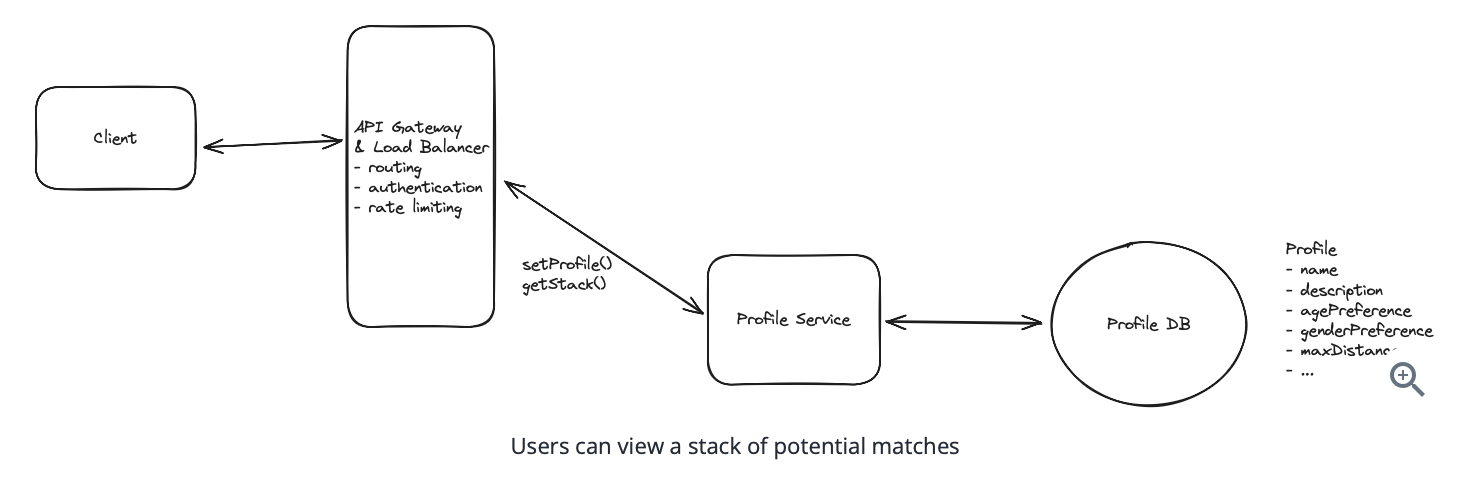 Client
API Gateway
& Load Balancer
- routing
- authentication
- rate limiting
setProfile()
getStack()
Profile Service
Profile DB
Profile
- name
- description
- agePreference
- genderPreference
- maxDistanc
- ...
Users can view a stack of potential matches